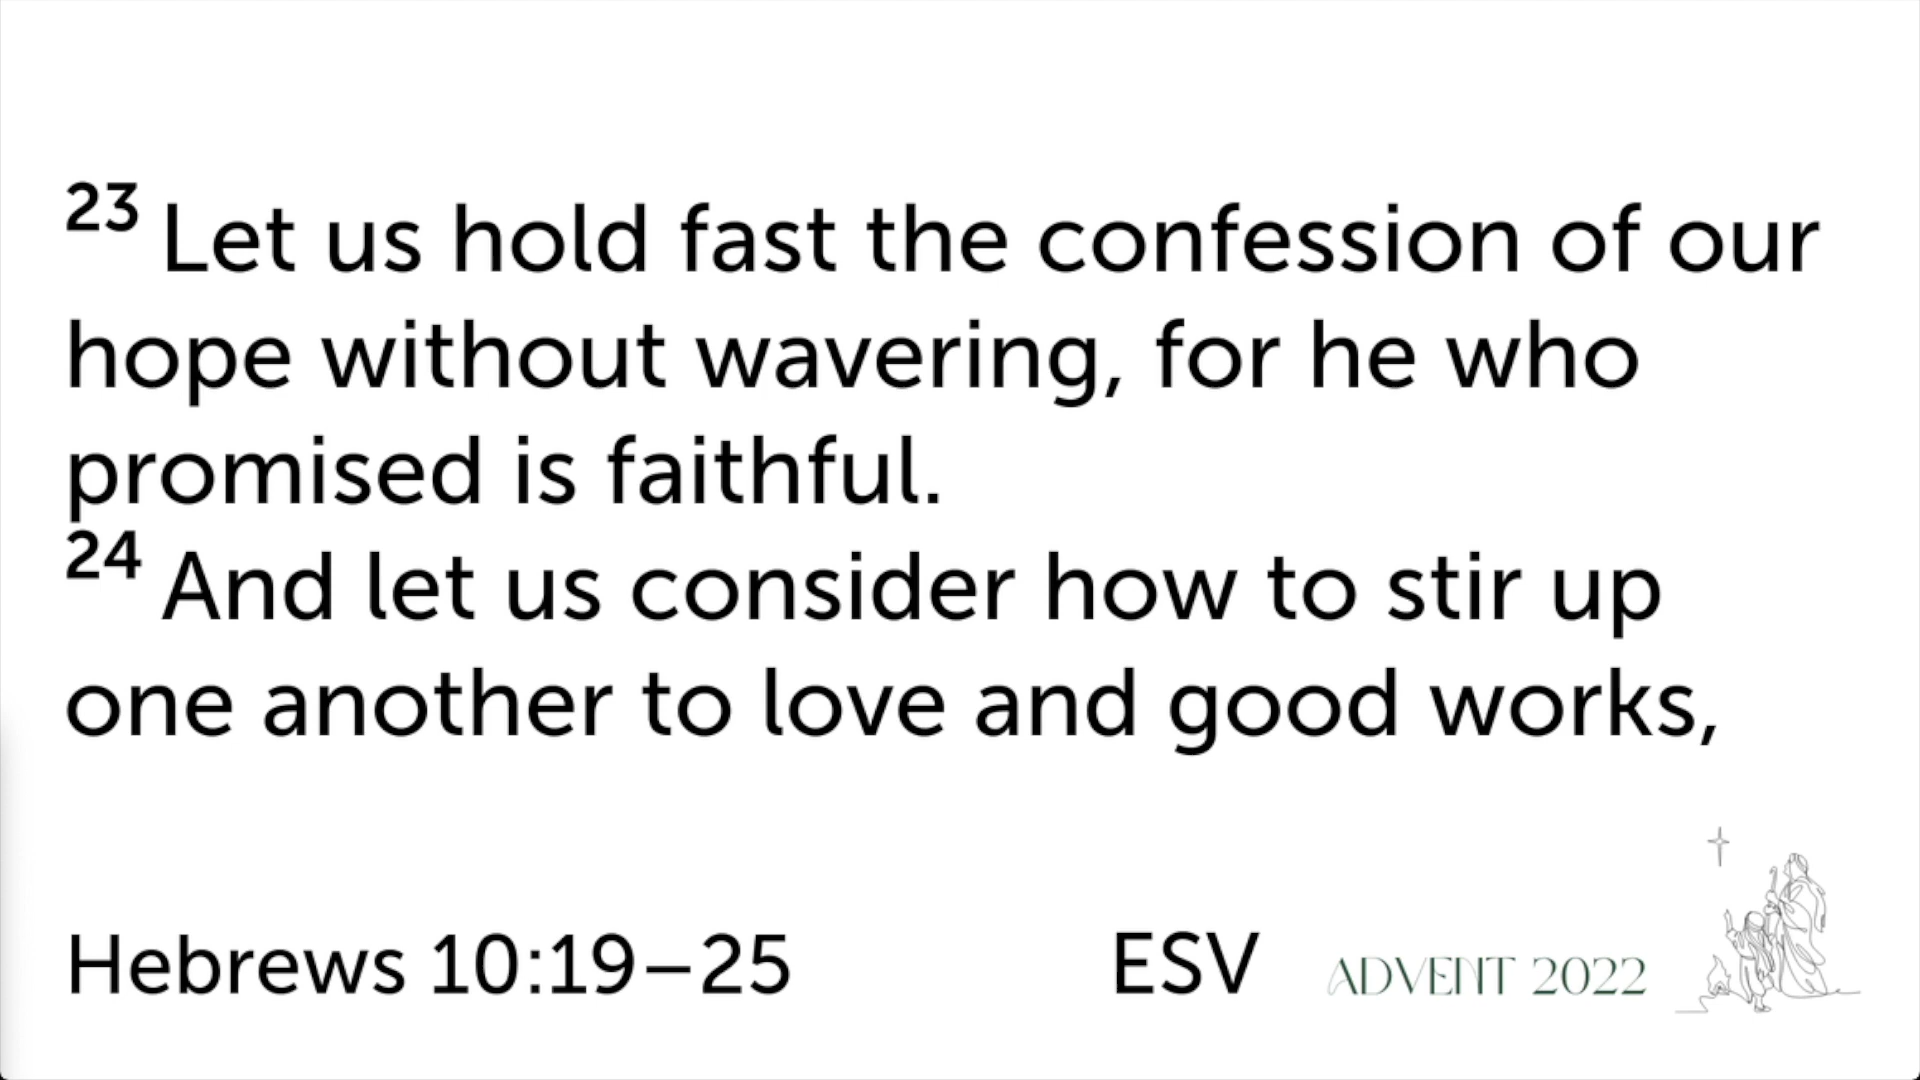 23 Let us hold fast the confession of our
hope without wavering, for he who
promised is faithful.
24 And let us consider how to stir up
one another to love and good works,
Hebrews 10:19–25
ESV
ADVENT 2022